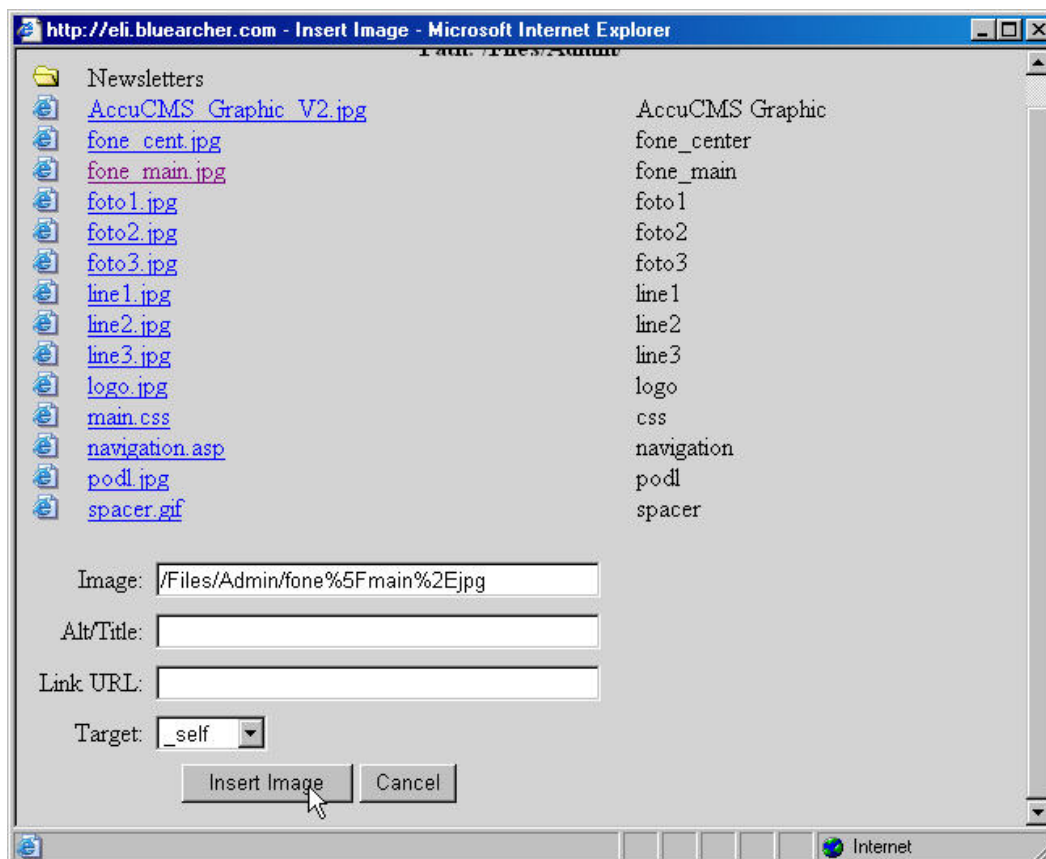 http://eli.bluearcher.com - Insert Image - Microsoft Internet Explorer
Path: /Files/Admin/
Newsletters
AccuCMS_Graphic_V2.jpg AccuCMS Graphic
fone_cent.jpg fone_center
fone_main.jpg fone_main
foto1.jpg foto1
foto2.jpg foto2
foto3.jpg foto3
line1.jpg line1
line2.jpg line2
line3.jpg line3
logo.jpg logo
main.css css
navigation.asp navigation
podl.jpg podl
spacer.gif spacer
Image: /Files/Admin/fone%5Fmain%2Ejpg
Alt/Title:
Link URL:
Target: _self
Insert Image Cancel
Internet